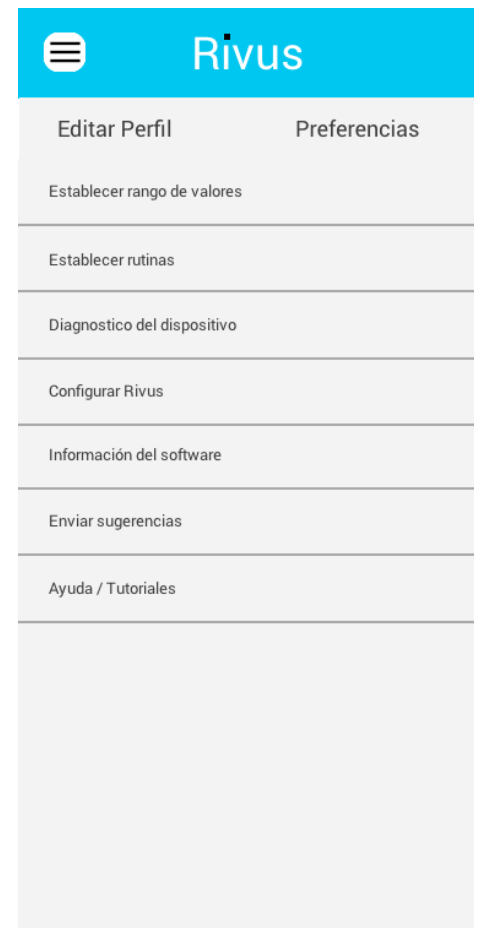 Rivus
Editar Perfil
Preferencias
Establecer rango de valores
Establecer rutinas
Diagnostico del dispositivo
Configurar Rivus
Información del software
Enviar sugerencias
Ayuda / Tutoriales